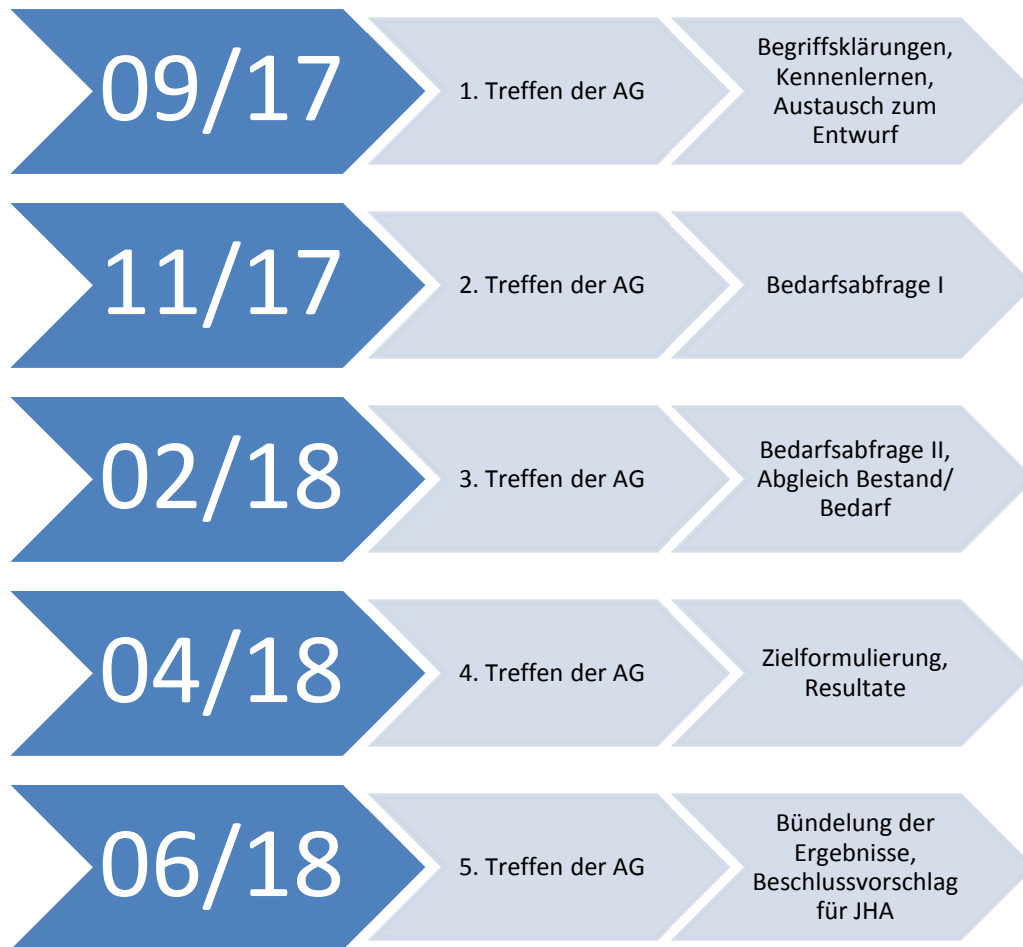 09/17
1. Treffen der AG
Begriffsklärungen,
Kennenlernen,
Austausch zum
Entwurf
11/17
2. Treffen der AG
Bedarfsabfrage I
02/18
3. Treffen der AG
Bedarfsabfrage II,
Abgleich Bestand/
Bedarf
04/18
4. Treffen der AG
Zielformulierung,
Resultate
06/18
5. Treffen der AG
Bündelung der
Ergebnisse,
Beschlussvorschlag
für JHA